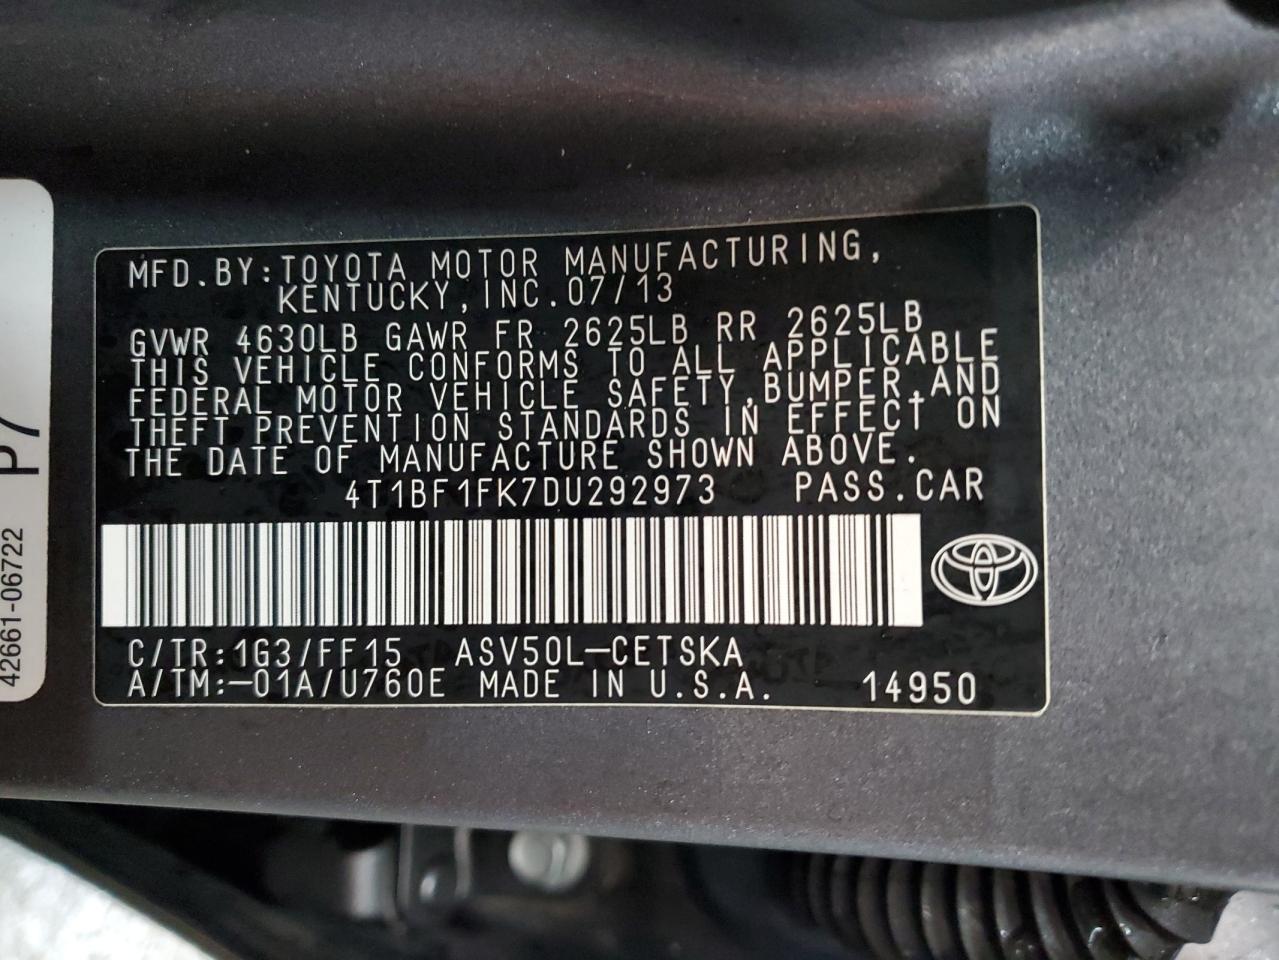 MFD.BY:TOYOTA MOTOR MANUFACTURING,
KENTUCKY,INC.07/13
GVWR 4630LB GAWR FR 2625LB RR 2625LB
THIS VEHICLE CONFORMS TO ALL APPLICABLE
FEDERAL MOTOR VEHICLE SAFETY,BUMPER,AND
THEFT PREVENTION STANDARDS IN EFFECT ON
THE DATE OF MANUFACTURE SHOWN ABOVE.
4T1BF1FK7DU292973 PASS.CAR
C/TR:1G3/FF15 ASV50L-CETSKA
A/TM:-01A/U760E MADE IN U.S.A. 14950
42661-06722